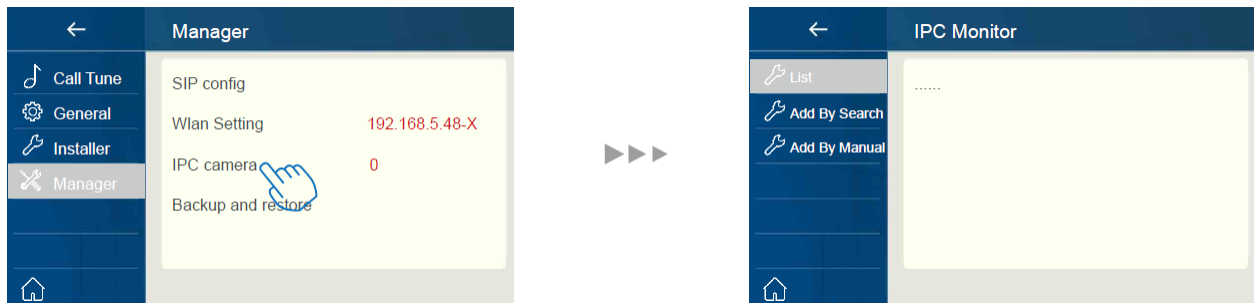 Manager
Call Tune
General
Installer
Manager
SIP config
Wlan Setting 192.168.5.48-X
IPC camera 0
Backup and restore
IPC Monitor
List
Add By Search
Add By Manual
......